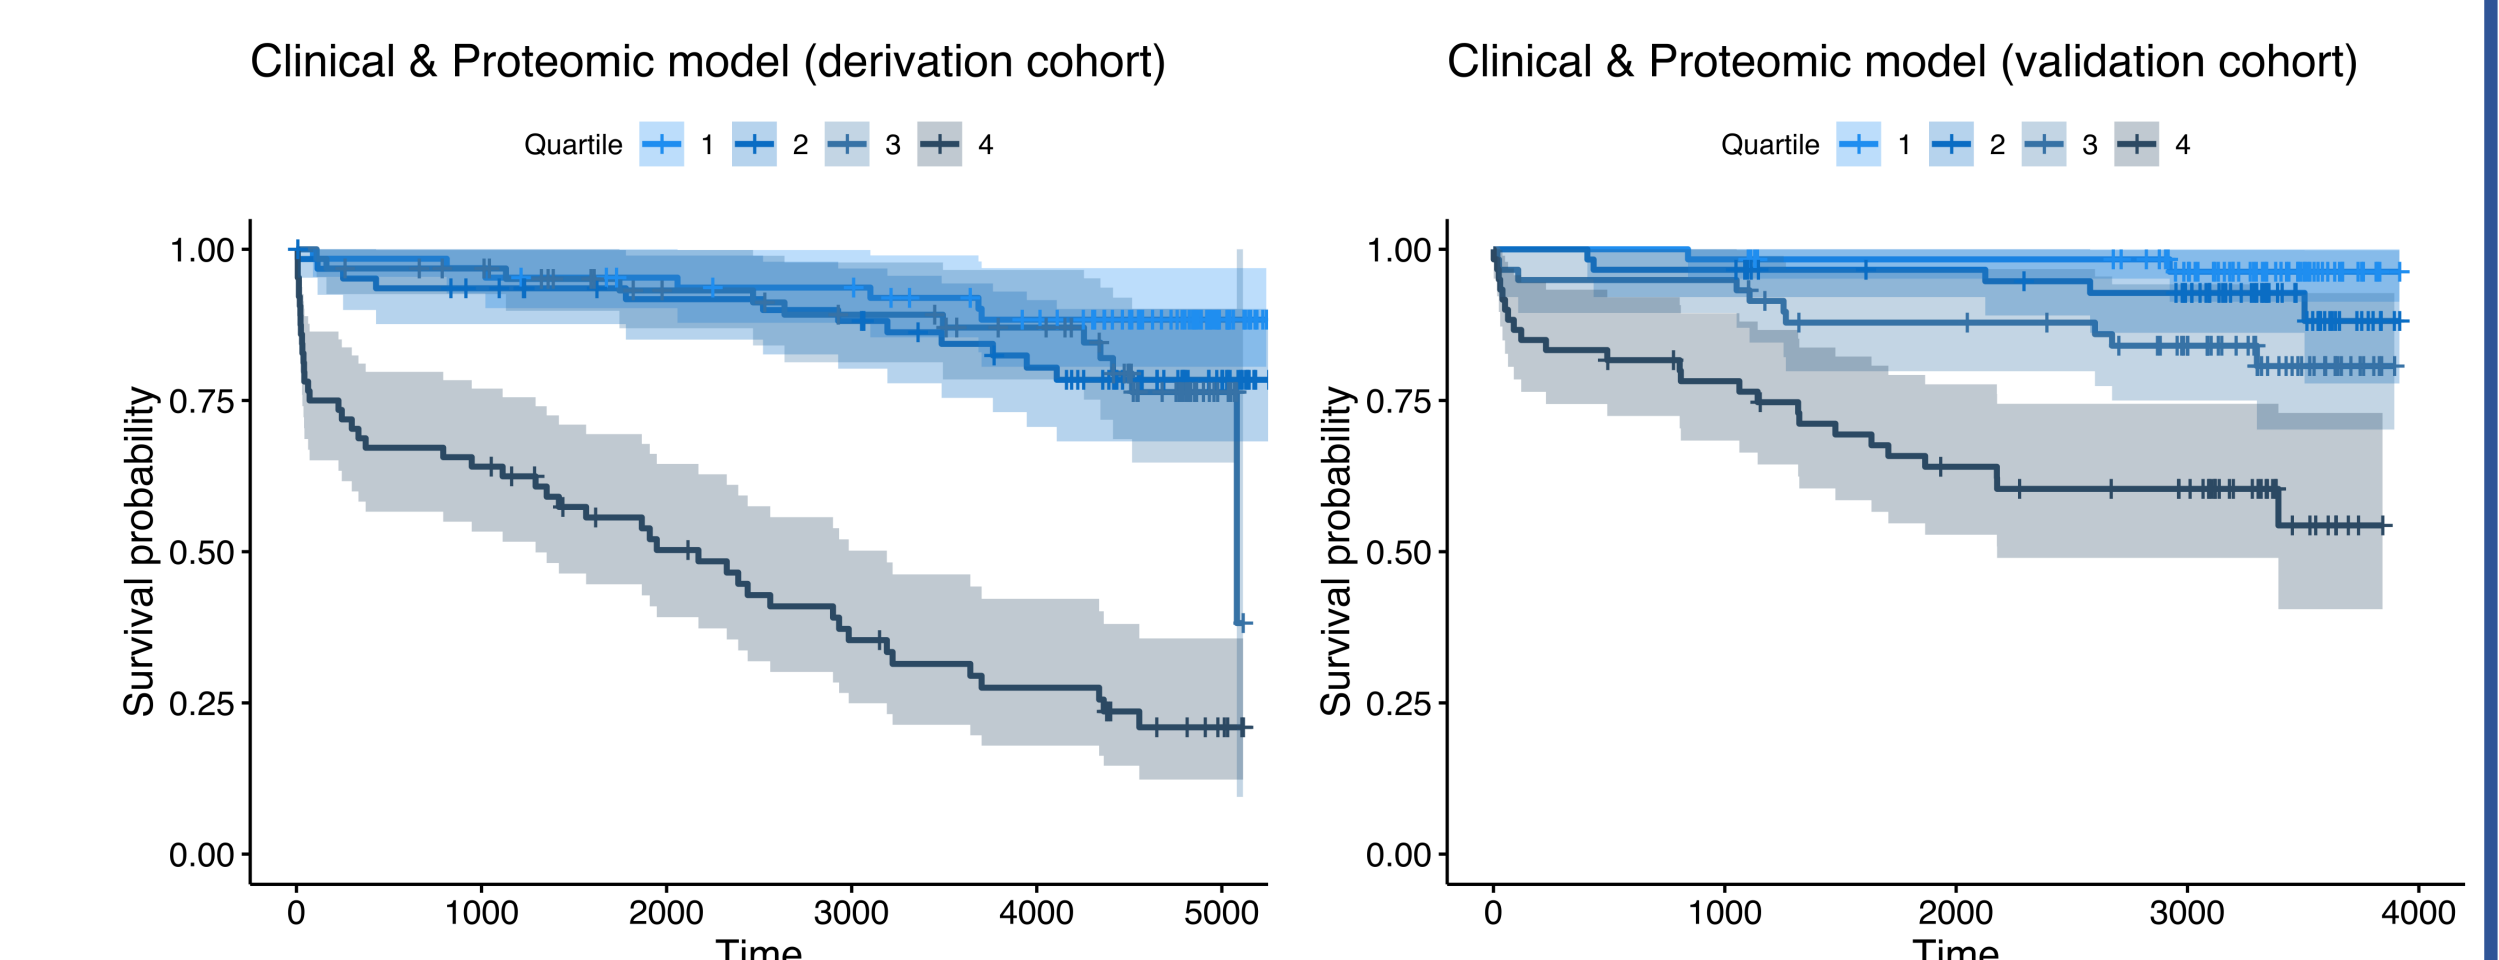 Clinical & Proteomic model (derivation cohort)
Quartile 1 2 3 4
Survival probability
1.00
0.75
0.50
0.25
0.00
0 1000 2000 3000 4000 5000
Time
Clinical & Proteomic model (validation cohort)
Quartile 1 2 3 4
Survival probability
1.00
0.75
0.50
0.25
0.00
0 1000 2000 3000 4000
Time